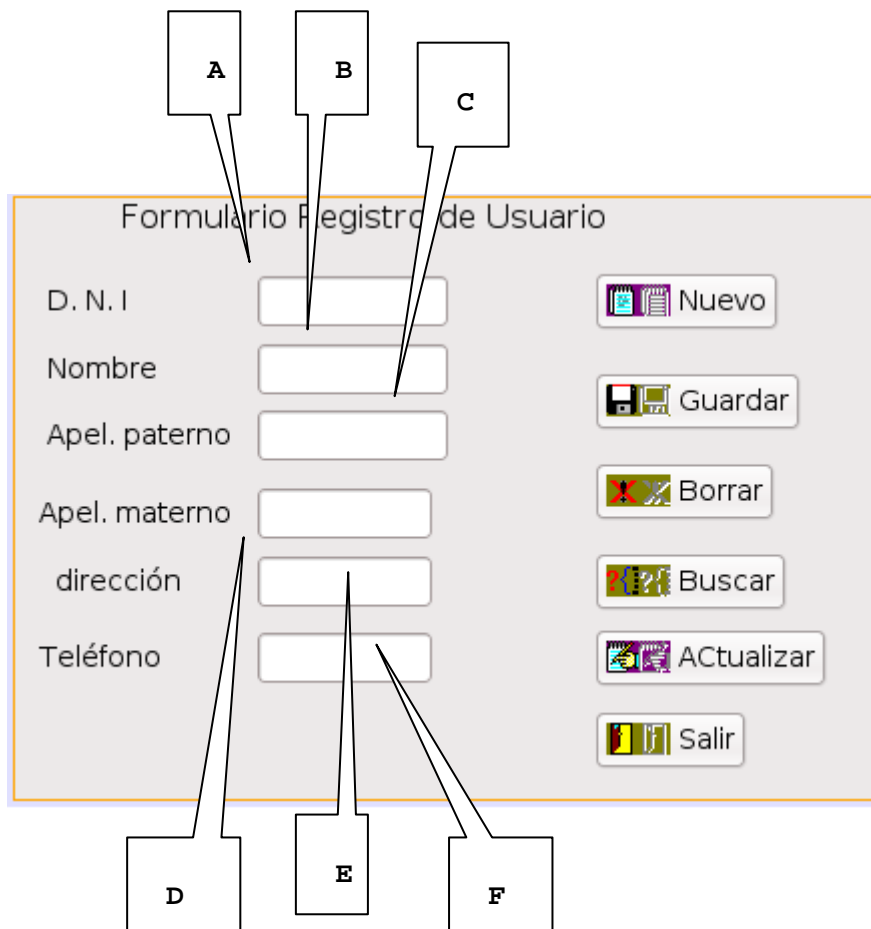 A B
C
Formulario Registro de Usuario
D. N. I
Nuevo
Nombre
Guardar
Apel. paterno
Borrar
Apel. materno
dirección
Buscar
Teléfono
ACtualizar
Salir
D E F